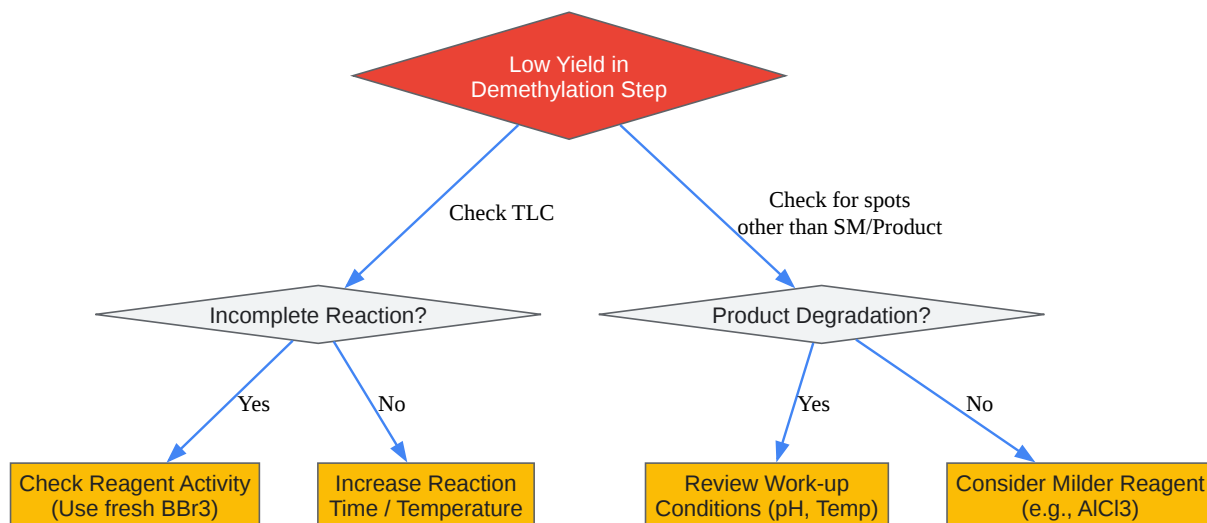 Low Yield in
Demethylation Step
Check TLC
Check for spots
other than SM/Product
Incomplete Reaction?
Product Degradation?
Yes
No
Yes
No
Check Reagent Activity
(Use fresh BBr3)
Increase Reaction
Time / Temperature
Review Work-up
Conditions (pH, Temp)
Consider Milder Reagent
(e.g., AlCl3)